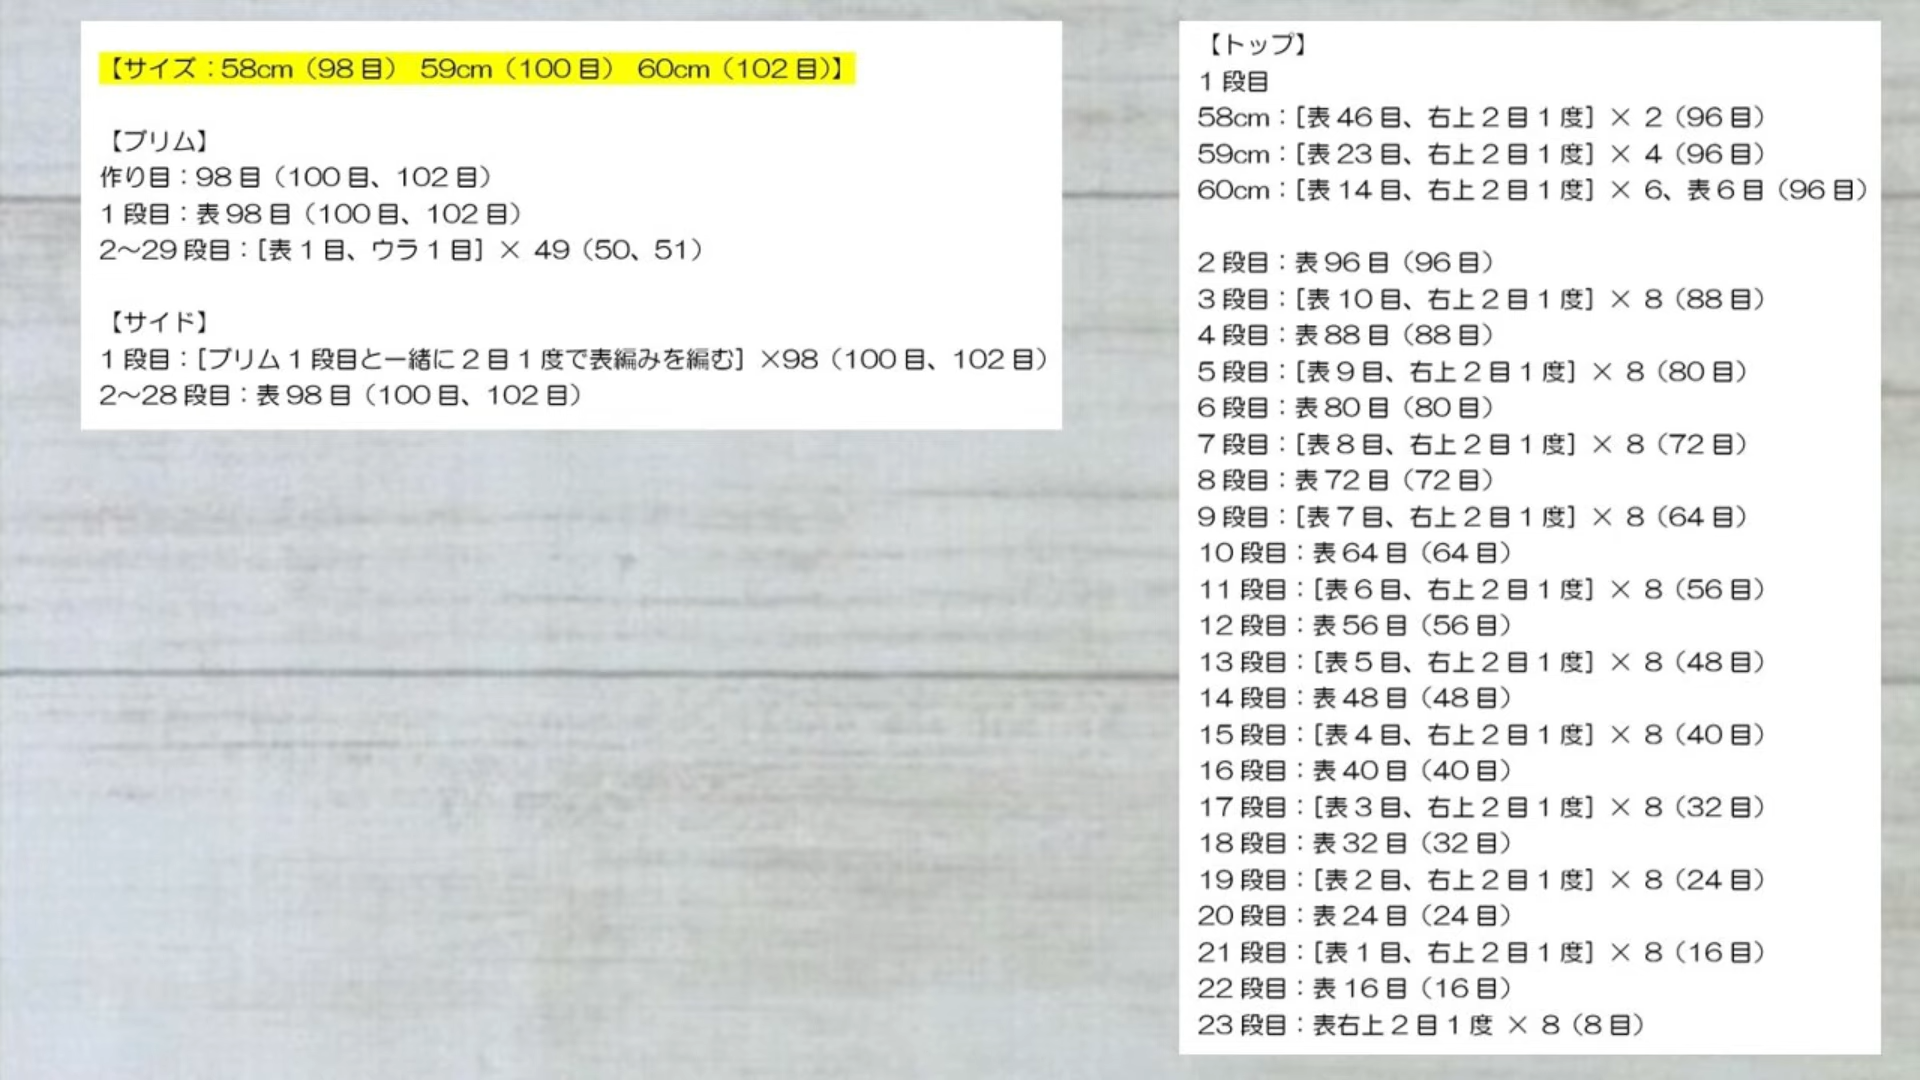 【サイズ：58cm（98目） 59cm（100目） 60cm（102目）】
【ブリム】
作り目：98目（100目、102目）
1段目：表98目（100目、102目）
2～29段目：[表1目、ウラ1目] × 49（50、51）
【サイド】
1段目：[ブリム1段目と一緒に2目1度で表編みを編む] ×98（100目、102目）
2～28段目：表98目（100目、102目）
【トップ】
1段目
58cm：[表46目、右上2目1度] × 2（96目）
59cm：[表23目、右上2目1度] × 4（96目）
60cm：[表14目、右上2目1度] × 6、表6目（96目）
2段目：表96目（96目）
3段目：[表10目、右上2目1度] × 8（88目）
4段目：表88目（88目）
5段目：[表9目、右上2目1度] × 8（80目）
6段目：表80目（80目）
7段目：[表8目、右上2目1度] × 8（72目）
8段目：表72目（72目）
9段目：[表7目、右上2目1度] × 8（64目）
10段目：表64目（64目）
11段目：[表6目、右上2目1度] × 8（56目）
12段目：表56目（56目）
13段目：[表5目、右上2目1度] × 8（48目）
14段目：表48目（48目）
15段目：[表4目、右上2目1度] × 8（40目）
16段目：表40目（40目）
17段目：[表3目、右上2目1度] × 8（32目）
18段目：表32目（32目）
19段目：[表2目、右上2目1度] × 8（24目）
20段目：表24目（24目）
21段目：[表1目、右上2目1度] × 8（16目）
22段目：表16目（16目）
23段目：表右上2目1度 × 8（8目）